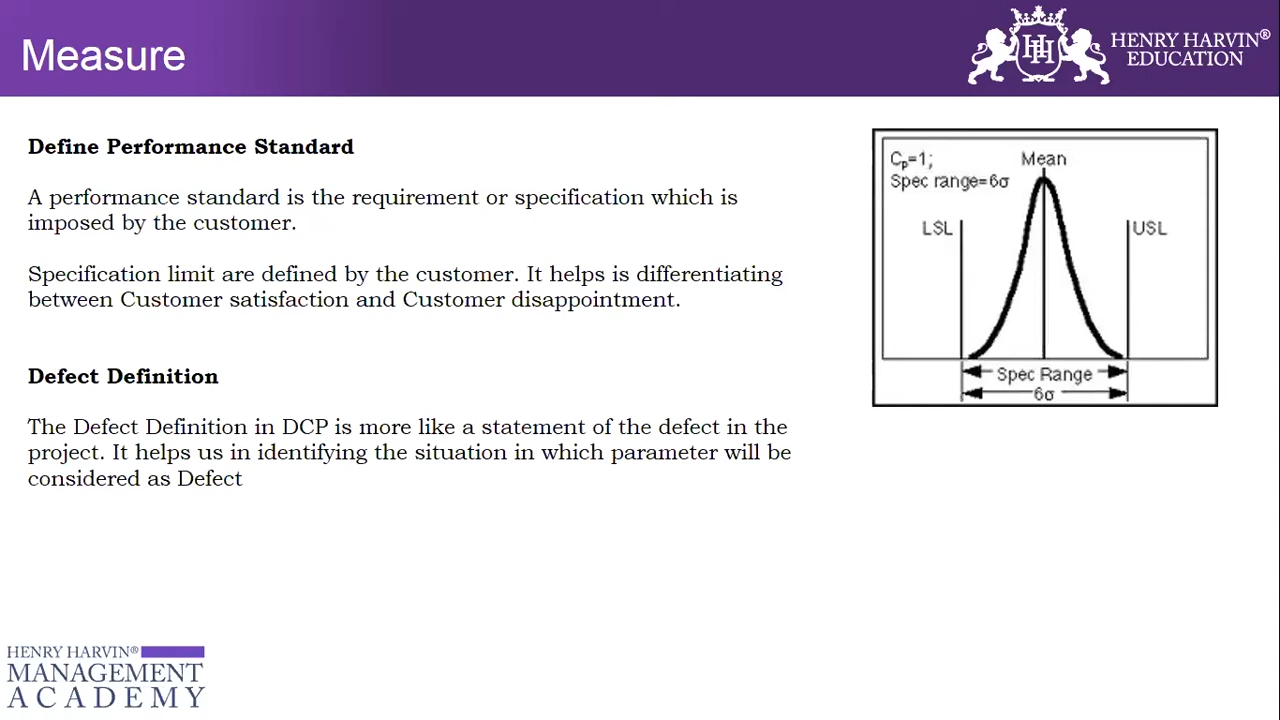 Measure
HENRY HARVIN®
EDUCATION
Define Performance Standard
A performance standard is the requirement or specification which is
imposed by the customer.
Specification limit are defined by the customer. It helps is differentiating
between Customer satisfaction and Customer disappointment.
Defect Definition
The Defect Definition in DCP is more like a statement of the defect in the
project. It helps us in identifying the situation in which parameter will be
considered as Defect
Cp=1;
Spec range=6σ
Mean
LSL
USL
Spec Range
6σ
HENRY HARVIN®
MANAGEMENT
ACADEMY